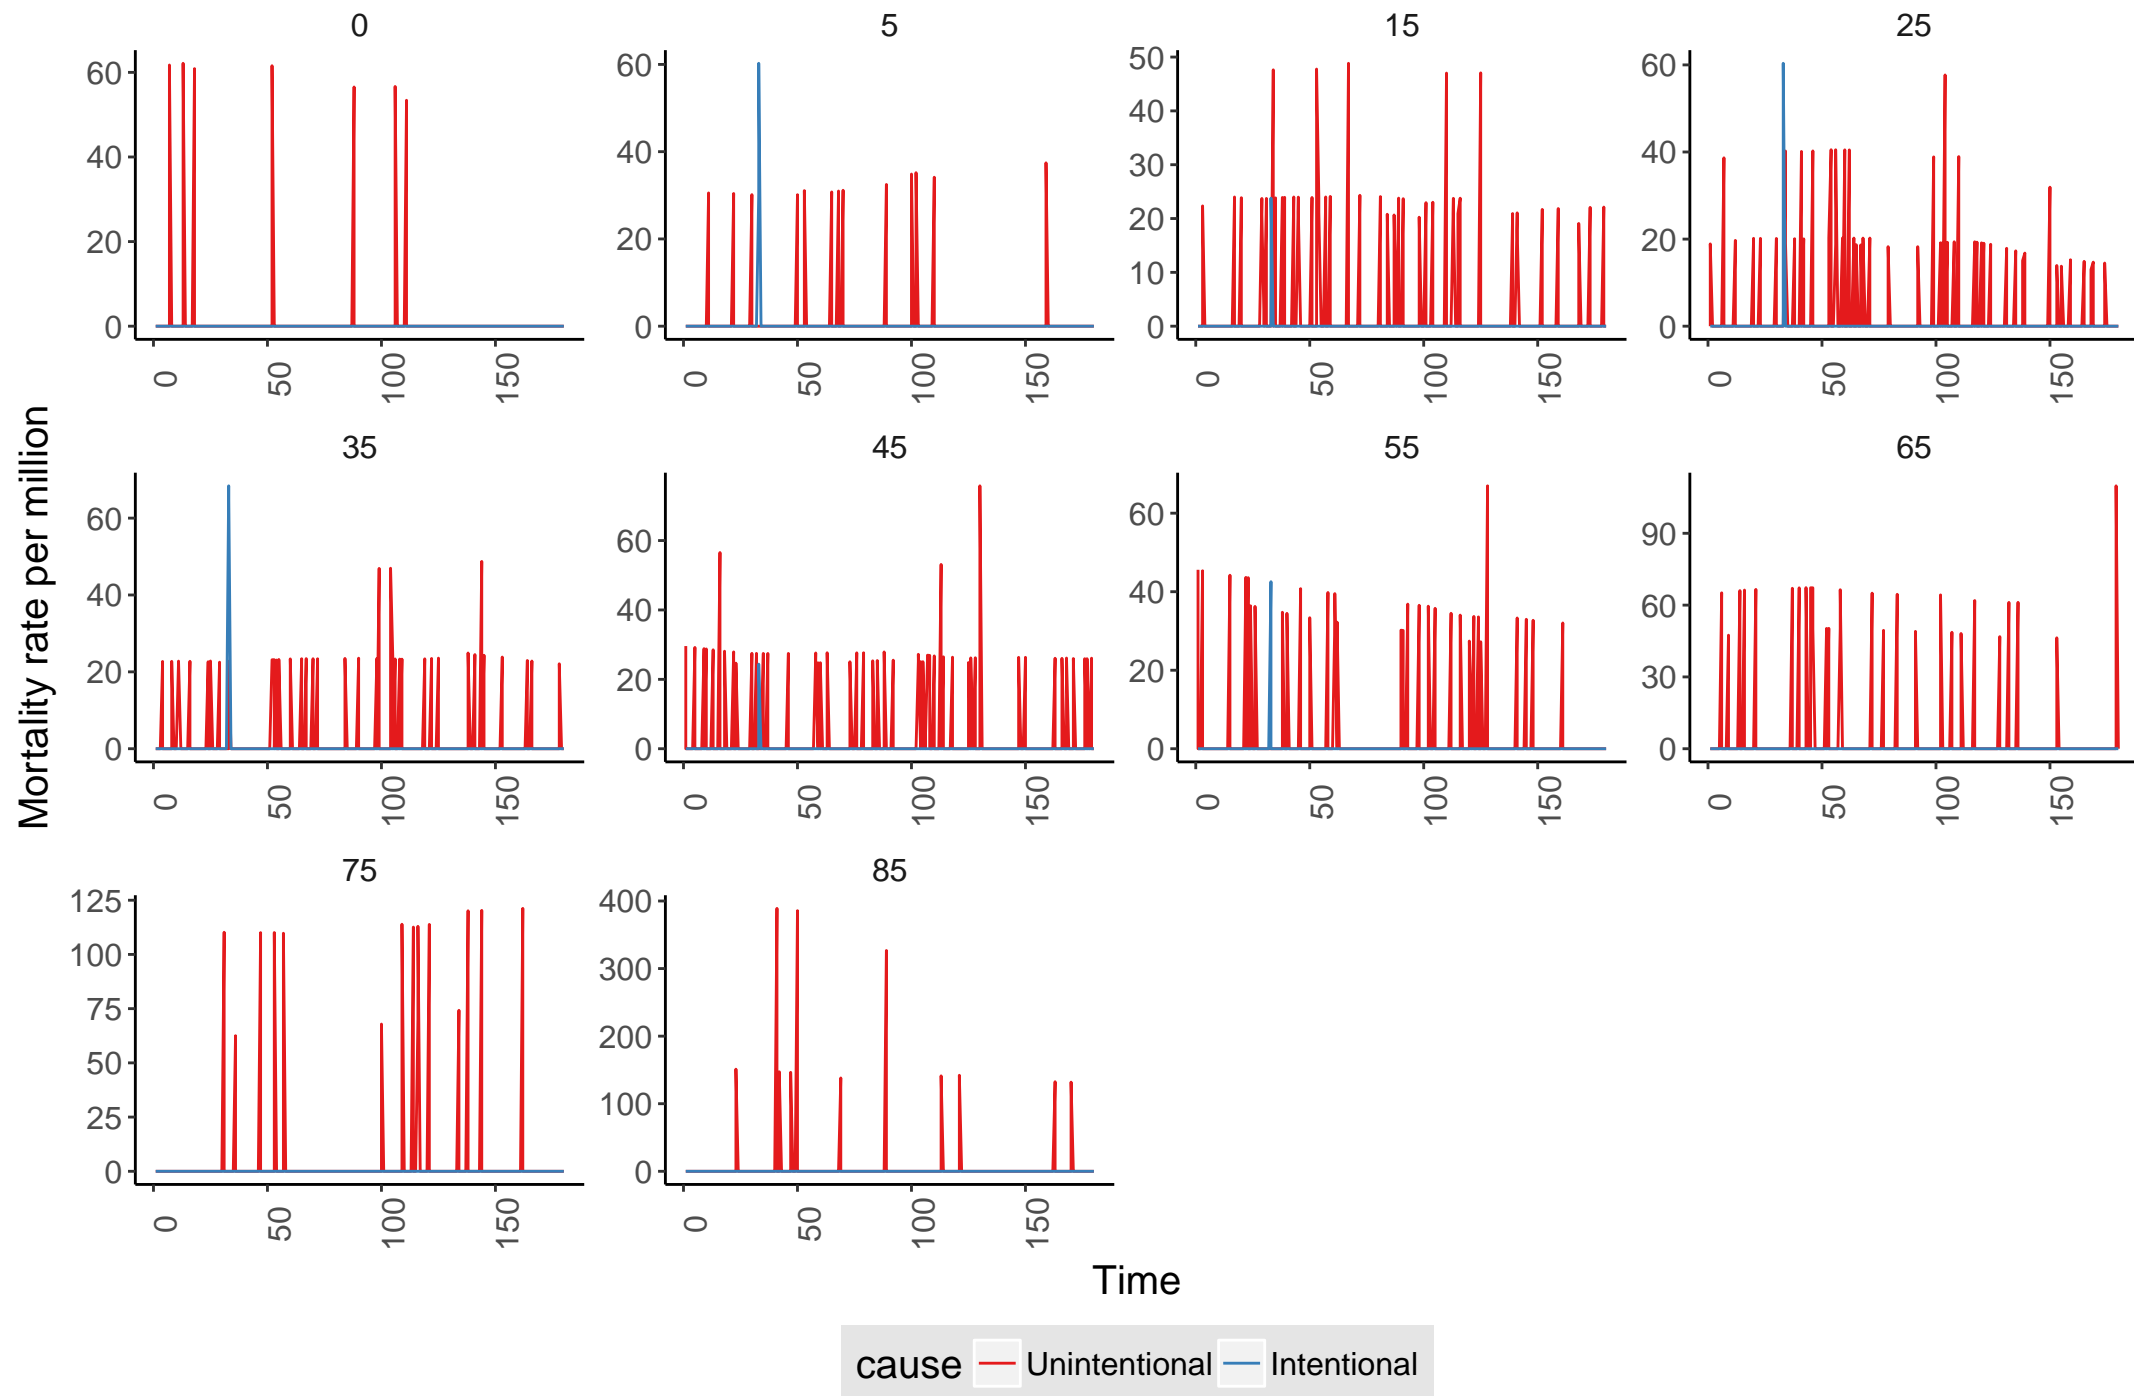 0 5 15 25
60 60 50 60
40 40 40 40
20 20 30 20
0 0 20 0
10
0
0 50 100 150 0 50 100 150 0 50 100 150 0 50 100 150
Mortality rate per million
35 45 55 65
60 60 60 90
40 40 40 60
20 20 20 30
0 0 0 0
0 50 100 150 0 50 100 150 0 50 100 150 0 50 100 150
75 85
125 400
100 300
75 200
50 100
25 0
0
0 50 100 150 0 50 100 150
Time
cause Unintentional Intentional